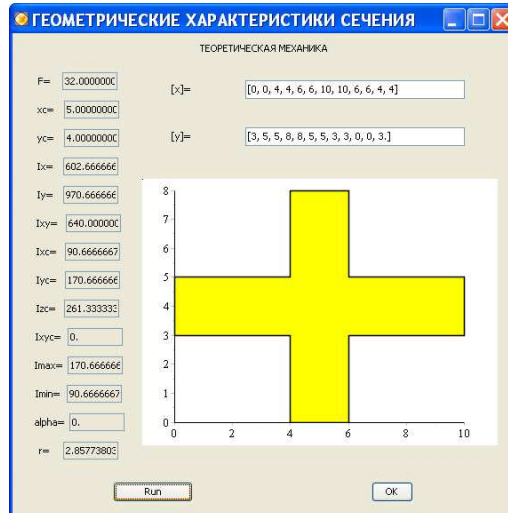 ГЕОМЕТРИЧЕСКИЕ ХАРАКТЕРИСТИКИ СЕЧЕНИЯ
ТЕОРЕТИЧЕСКАЯ МЕХАНИКА
F= 32.0000000
xc= 5.0000000
yc= 4.0000000
Ix= 602.666666
Iy= 970.666666
Ixy= 640.000000
Ixc= 90.6666667
Iyc= 170.666666
Izc= 261.333333
Ixyc= 0.
Imax= 170.666666
Imin= 90.6666667
alpha= 0.
r= 2.85773803
[x]= [0, 0, 4, 4, 6, 6, 10, 10, 6, 6, 4, 4]
[y]= [3, 5, 5, 8, 8, 5, 5, 3, 3, 0, 0, 3.]
8
7
6
5
4
3
2
1
0
0 2 4 6 8 10
Run OK